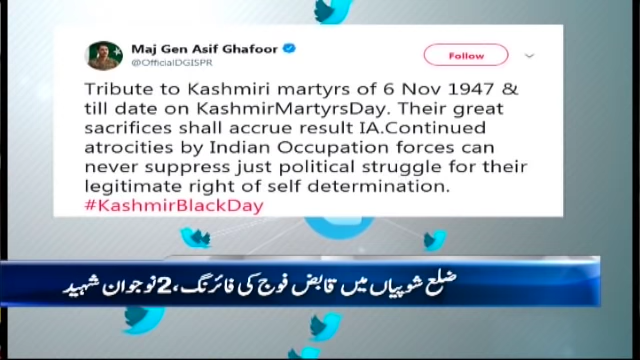 Maj Gen Asif Ghafoor
@OfficialDGISPR
Follow
Tribute to Kashmiri martyrs of 6 Nov 1947 &
till date on KashmirMartyrsDay. Their great
sacrifices shall accrue result IA.Continued
atrocities by Indian Occupation forces can
never suppress just political struggle for their
legitimate right of self determination.
#KashmirBlackDay
ضلع شوپیاں میں قابض فوج کی فائرنگ،2نوجوان شہید